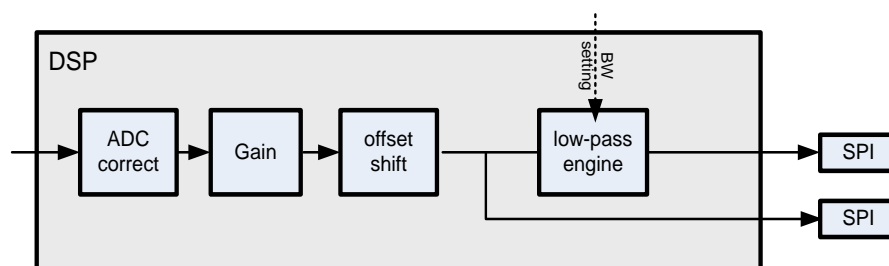 DSP
BW
setting
ADC
correct
Gain
offset
shift
low-pass
engine
SPI
SPI